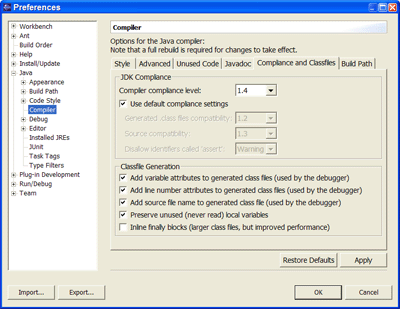 Preferences
Workbench
Ant
Build Order
Help
Install/Update
Java
Appearance
Build Path
Code Style
Compiler
Debug
Editor
Installed JREs
JUnit
Task Tags
Type Filters
Plug-in Development
Run/Debug
Team
Compiler
Options for the Java compiler:
Note that a full rebuild is required for changes to take effect.
Style Advanced Unused Code Javadoc Compliance and Classfiles Build Path
JDK Compliance
Compiler compliance level: 1.4
Use default compliance settings
Generated .class files compatibility: 1.2
Source compatibility: 1.3
Disallow identifiers called 'assert': Warning
Classfile Generation
Add variable attributes to generated class files (used by the debugger)
Add line number attributes to generated class files (used by the debugger)
Add source file name to generated class file (used by the debugger)
Preserve unused (never read) local variables
Inline finally blocks (larger class files, but improved performance)
Restore Defaults Apply
Import... Export... OK Cancel